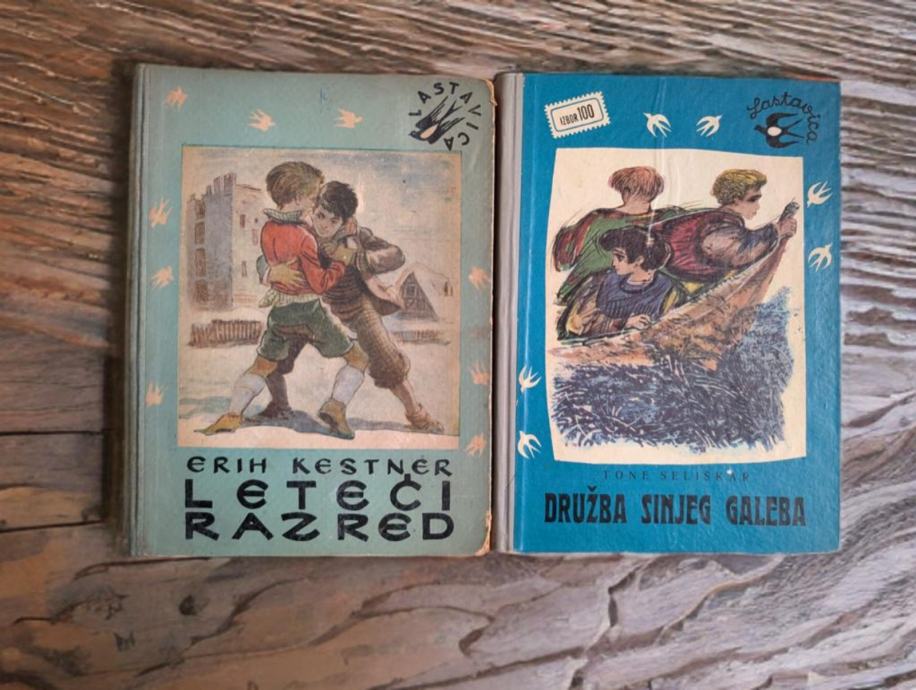 LASTAVICA
ERIH KESTNER
LETEĆI
RAZRED
IZBOR 100
Lastavica
TONE SELIŠKAR
DRUŽBA SINJEG GALEBA